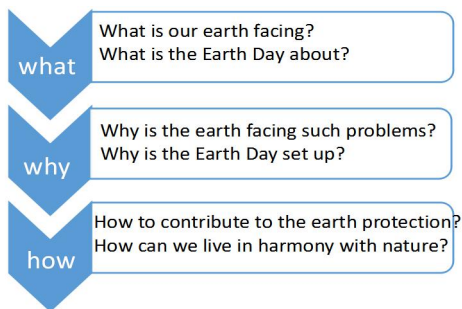 what
What is our earth facing?
What is the Earth Day about?
why
Why is the earth facing such problems?
Why is the Earth Day set up?
how
How to contribute to the earth protection?
How can we live in harmony with nature?